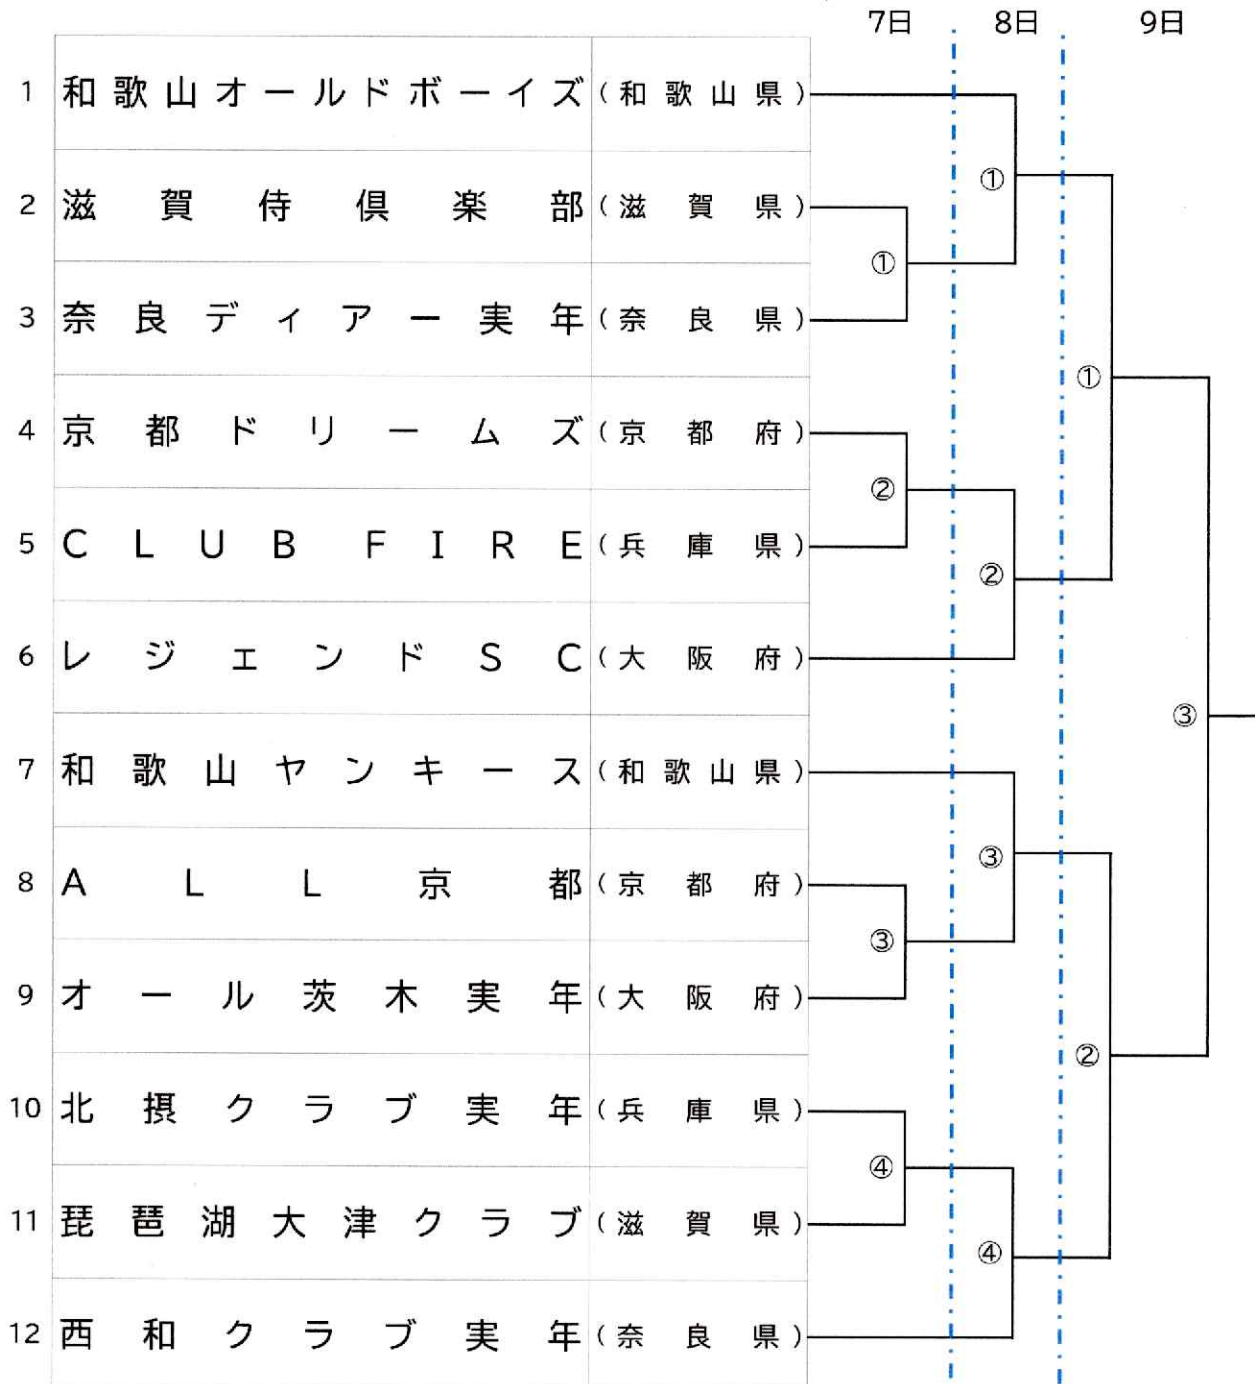 7日 8日 9日
1 和歌山オールドボーイズ (和歌山県)
①
2 滋賀侍倶楽部 (滋賀県)
①
3 奈良ディアー実年 (奈良県)
①
4 京都ドリームズ (京都府)
②
5 CLUB FIRE (兵庫県)
②
6 レジェンドSC (大阪府)
③
7 和歌山ヤンキース (和歌山県)
③
8 ALL京都 (京都府)
③
9 オール茨木実年 (大阪府)
②
10 北摂クラブ実年 (兵庫県)
④
11 琵琶湖大津クラブ (滋賀県)
④
12 西和クラブ実年 (奈良県)